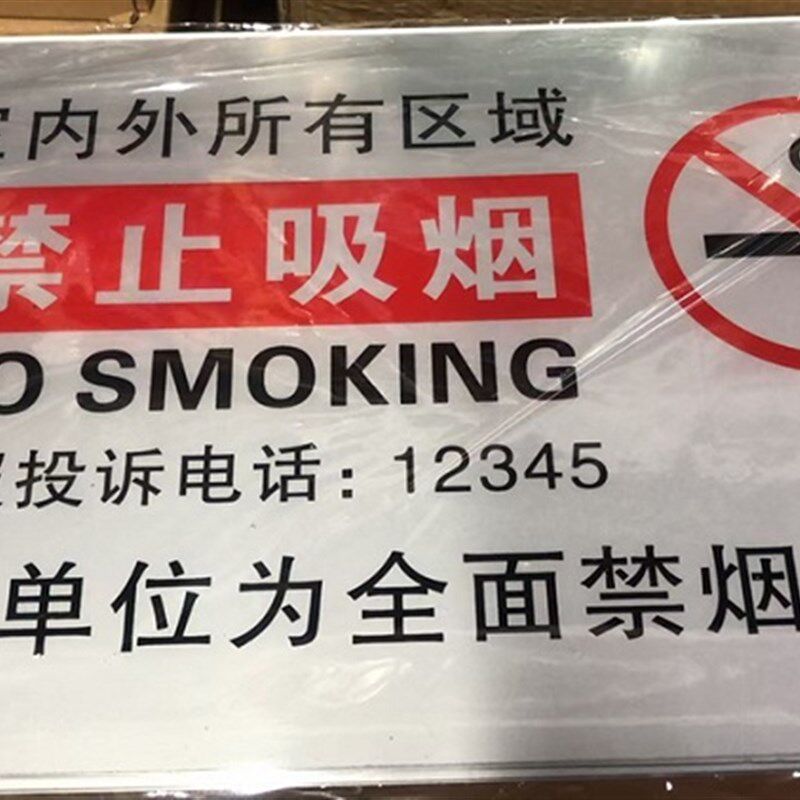 室内外所有区域
禁止吸烟
O SMOKING
投诉电话：12345
单位为全面禁烟